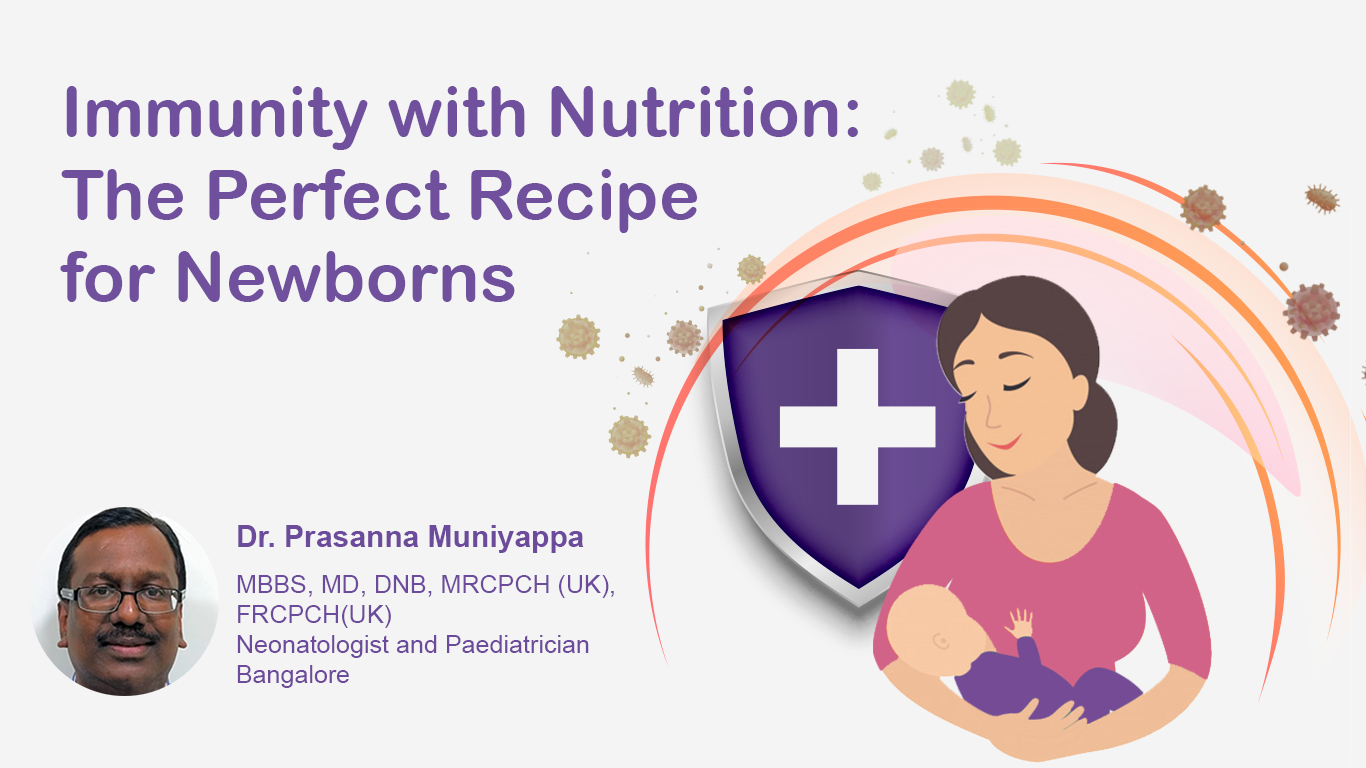 Immunity with Nutrition:
The Perfect Recipe
for Newborns
Dr. Prasanna Muniyappa
MBBS, MD, DNB, MRCPCH (UK),
FRCPCH(UK)
Neonatologist and Paediatrician
Bangalore